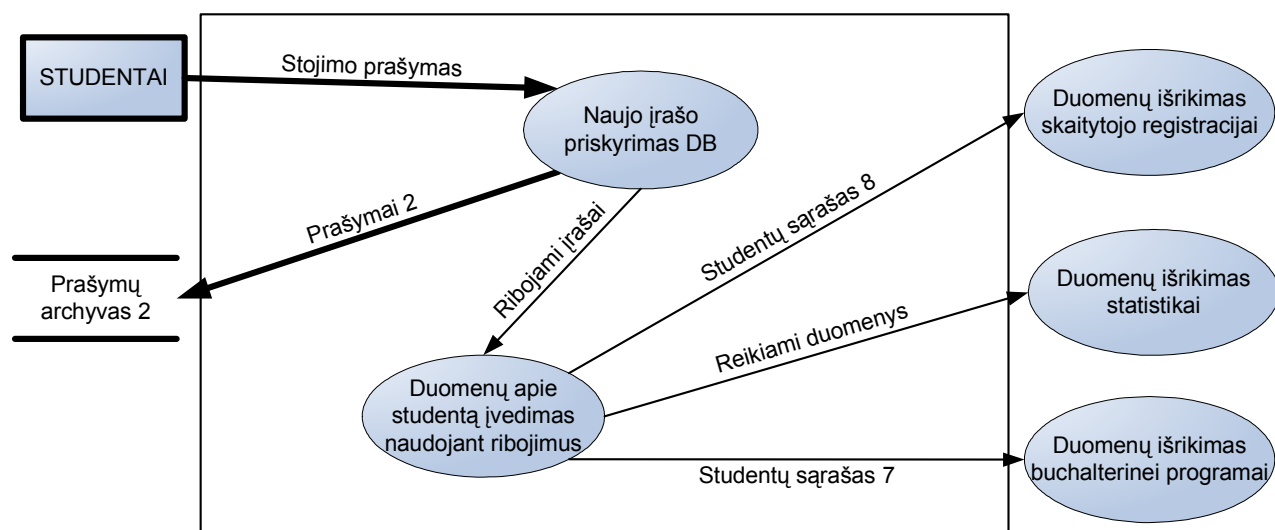 STUDENTAI
Stojimo prašymas
Naujo įrašo
priskyrimas DB
Duomenų išrikimas
skaitytojo registracijai
Prašymai 2
Ribojami įrašai
Studentų sąrašas 8
Prašymų
archyvas 2
Duomenų išrikimas
statistikai
Reikiami duomenys
Duomenų apie
studentą įvedimas
naudojant ribojimus
Studentų sąrašas 7
Duomenų išrikimas
buchalterinei programai